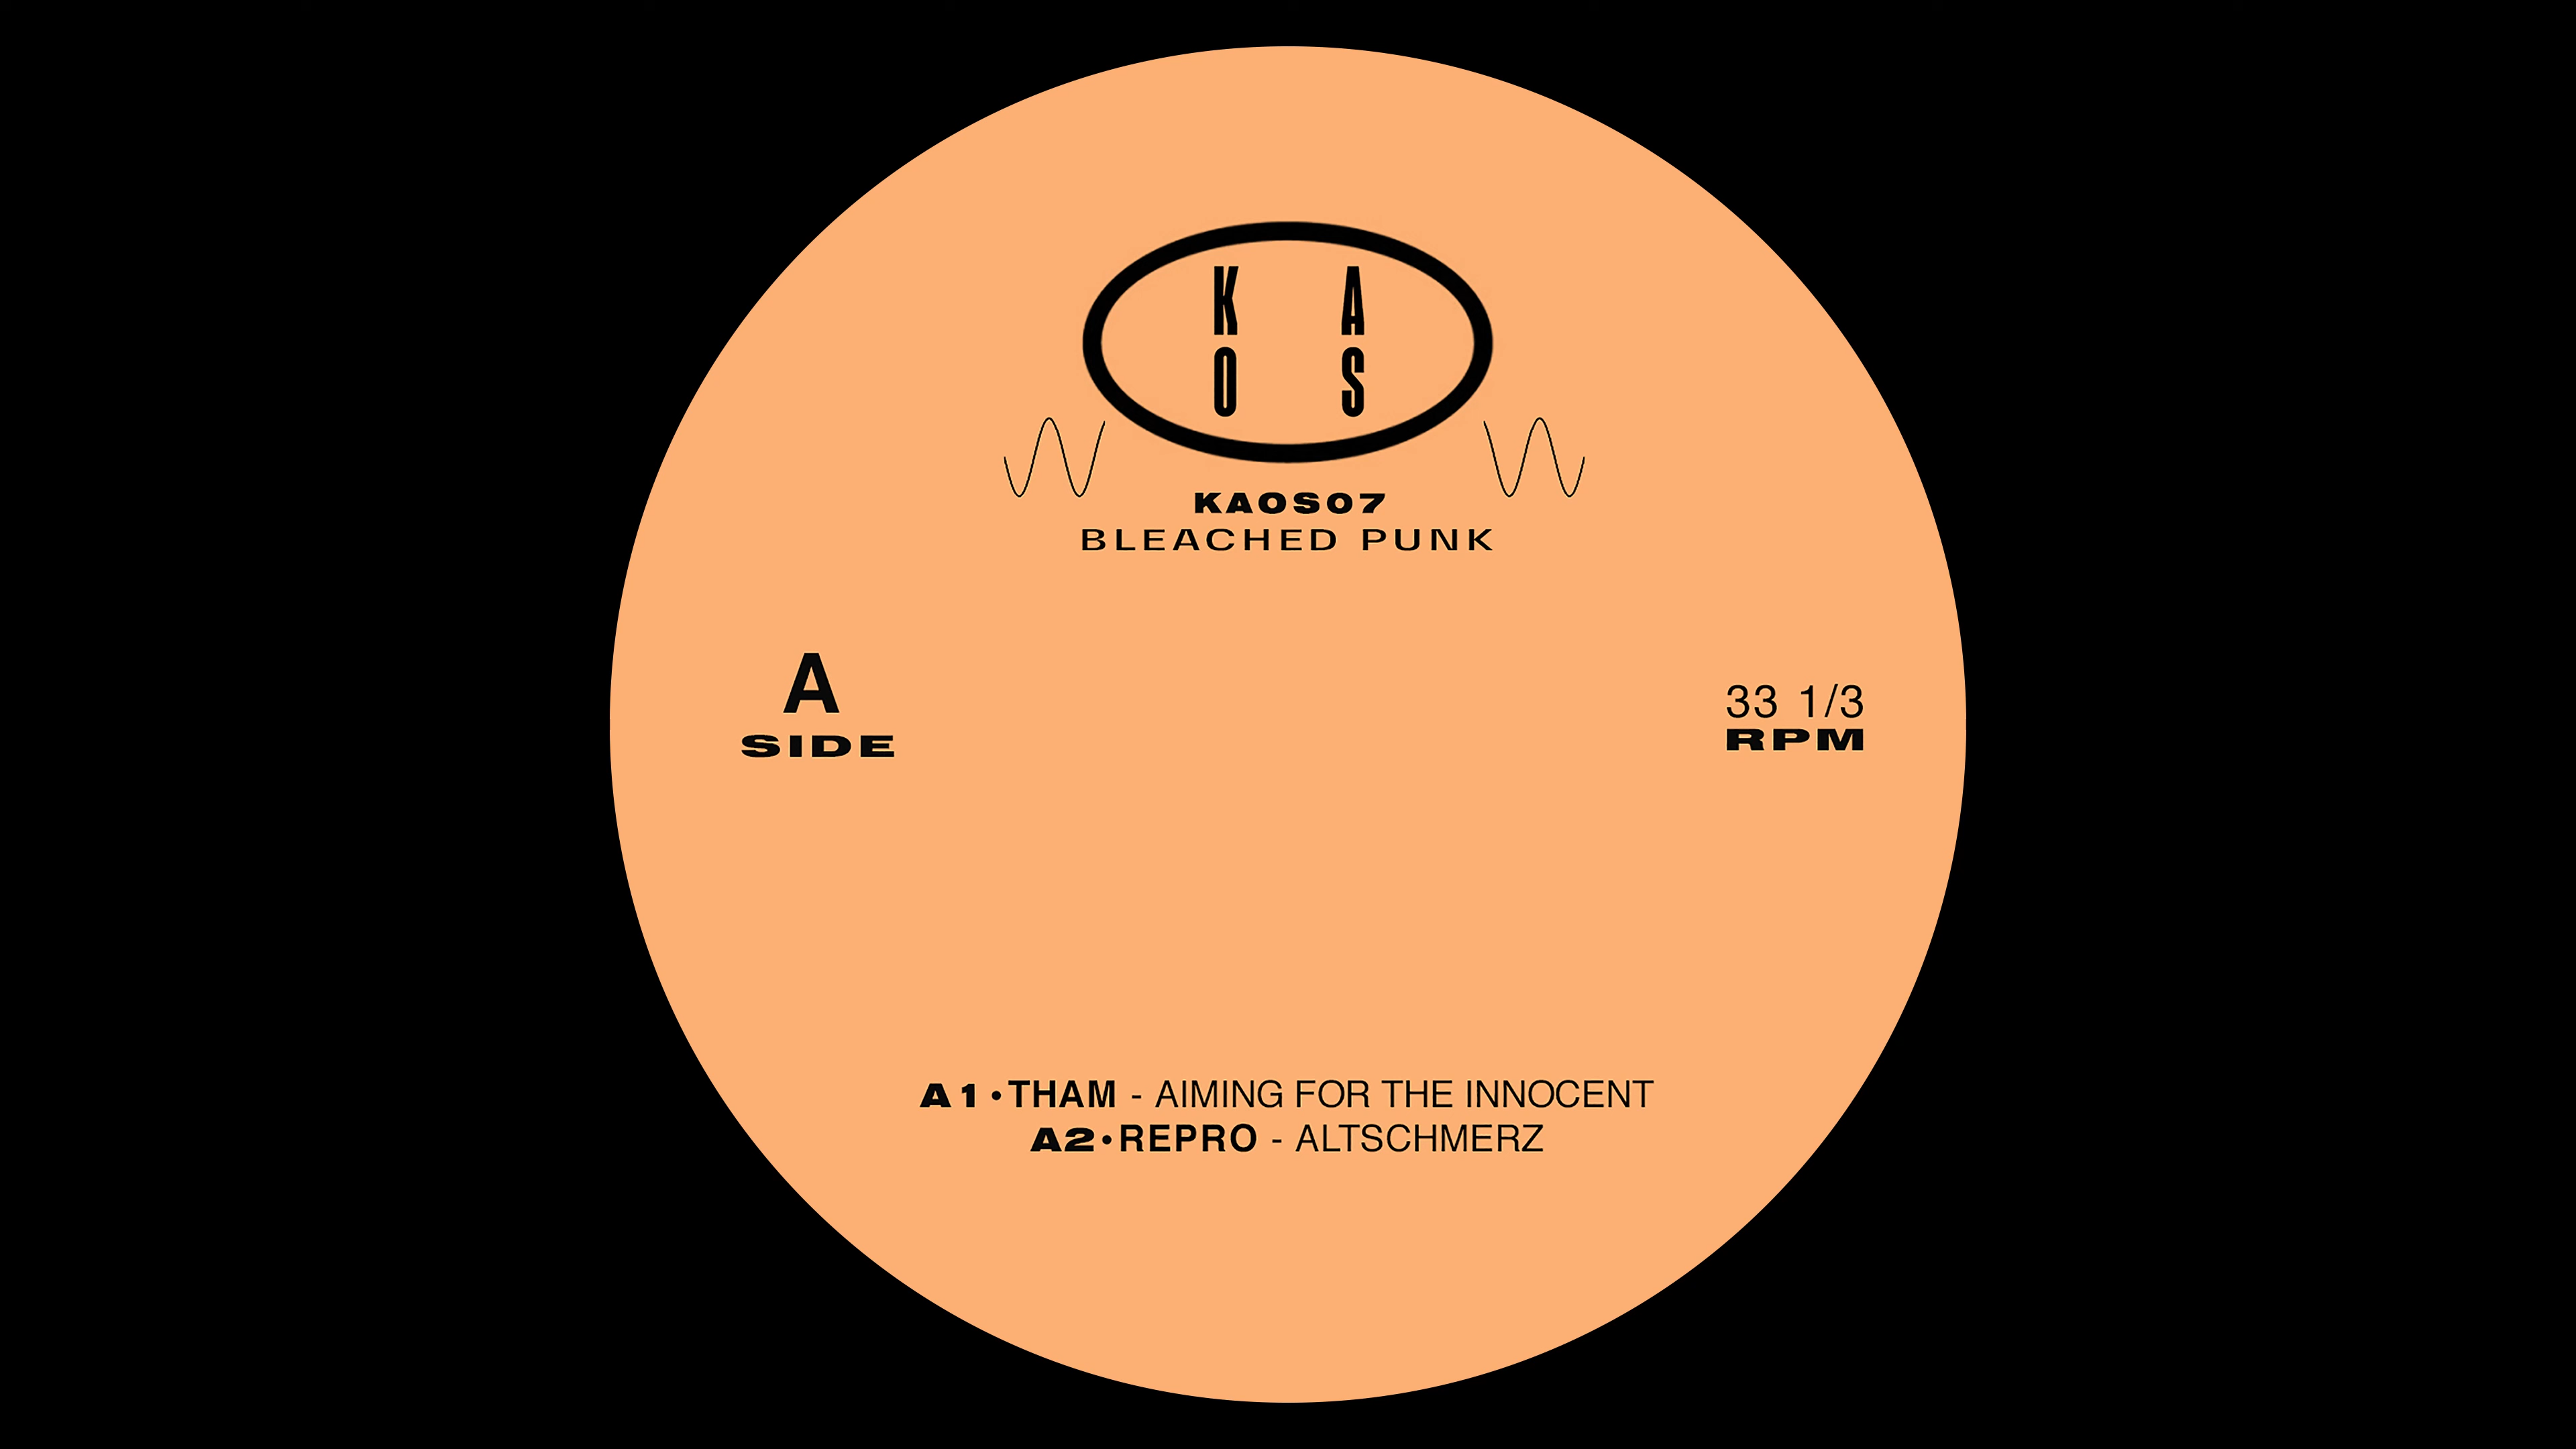 K A
O S
KAOS07
BLEACHED PUNK
A
SIDE
33 1/3
RPM
A1•THAM - AIMING FOR THE INNOCENT
A2•REPRO - ALTSCHMERZ